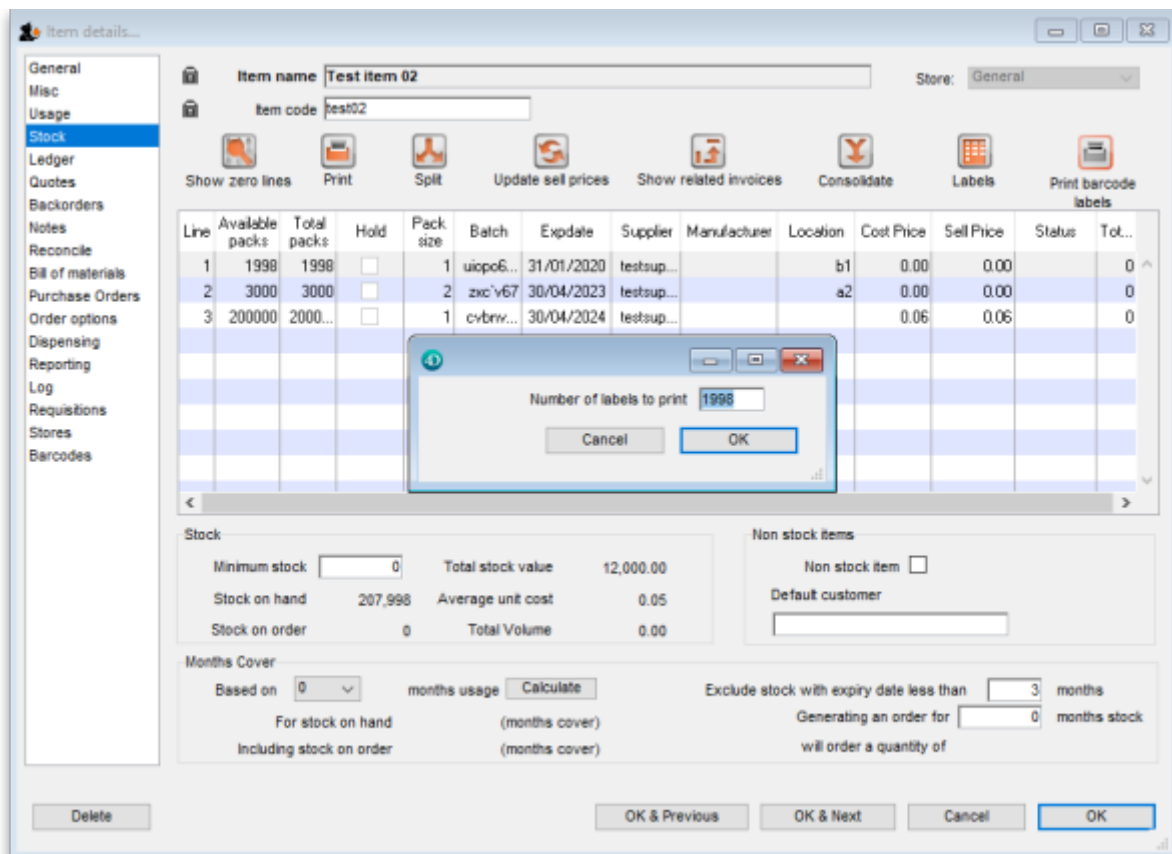 Item details...
General
Misc
Usage
Stock
Ledger
Quotes
Backorders
Notes
Reconcile
Bill of materials
Purchase Orders
Order options
Dispensing
Reporting
Log
Requisitions
Stores
Barcodes
Item name Test item 02 Store: General
Item code test02
Show zero lines Print Split Update sell prices Show related invoices Consolidate Labels Print barcode labels
Line Available packs Total packs Hold Pack size Batch Expdate Supplier Manufacturer Location Cost Price Sell Price Status Tot...
1 1998 1998 1 uiopo6... 31/01/2020 testsup... b1 0.00 0.00 0
2 3000 3000 2 zxc`v67 30/04/2023 testsup... a2 0.00 0.00 0
3 200000 2000... 1 cvbnv... 30/04/2024 testsup... 0.06 0.06 0
Number of labels to print 1998
Cancel OK
Stock
Minimum stock 0 Total stock value 12,000.00
Stock on hand 207,998 Average unit cost 0.05
Stock on order 0 Total Volume 0.00
Non stock items
Non stock item
Default customer
Months Cover
Based on 0 months usage Calculate Exclude stock with expiry date less than 3 months
For stock on hand (months cover) Generating an order for 0 months stock
Including stock on order (months cover) will order a quantity of
Delete OK & Previous OK & Next Cancel OK